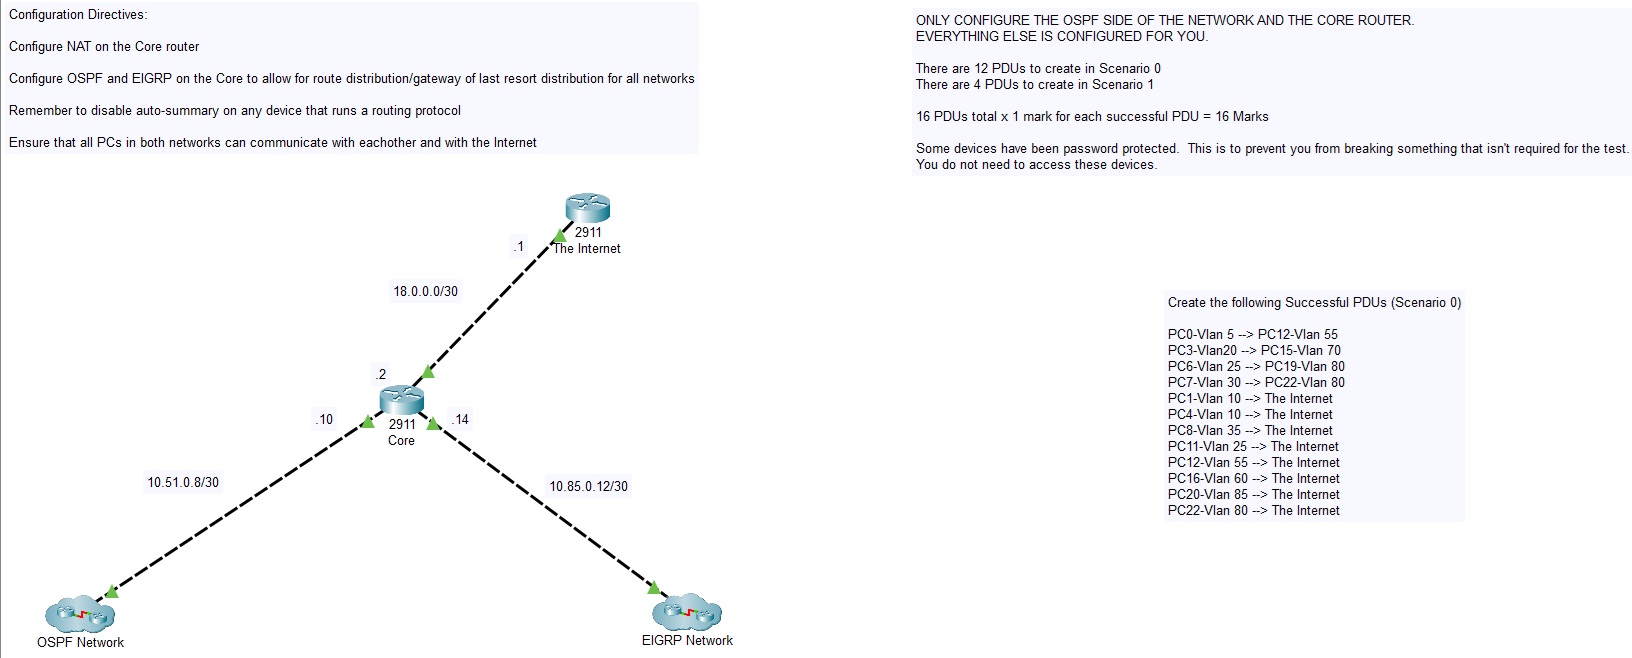 Configuration Directives:
Configure NAT on the Core router
Configure OSPF and EIGRP on the Core to allow for route distribution/gateway of last resort distribution for all networks
Remember to disable auto-summary on any device that runs a routing protocol
Ensure that all PCs in both networks can communicate with eachother and with the Internet
ONLY CONFIGURE THE OSPF SIDE OF THE NETWORK AND THE CORE ROUTER.
EVERYTHING ELSE IS CONFIGURED FOR YOU.
There are 12 PDUs to create in Scenario 0
There are 4 PDUs to create in Scenario 1
16 PDUs total x 1 mark for each successful PDU = 16 Marks
Some devices have been password protected.  This is to prevent you from breaking something that isn't required for the test.
You do not need to access these devices.
2911
The Internet
.1
18.0.0.0/30
.2
.10
2911
Core
.14
10.51.0.8/30
10.85.0.12/30
OSPF Network
EIGRP Network
Create the following Successful PDUs (Scenario 0)
PC0-Vlan 5 --> PC12-Vlan 55
PC3-Vlan20 --> PC15-Vlan 70
PC6-Vlan 25 --> PC19-Vlan 80
PC7-Vlan 30 --> PC22-Vlan 80
PC1-Vlan 10 --> The Internet
PC4-Vlan 10 --> The Internet
PC8-Vlan 35 --> The Internet
PC11-Vlan 25 --> The Internet
PC12-Vlan 55 --> The Internet
PC16-Vlan 60 --> The Internet
PC20-Vlan 85 --> The Internet
PC22-Vlan 80 --> The Internet